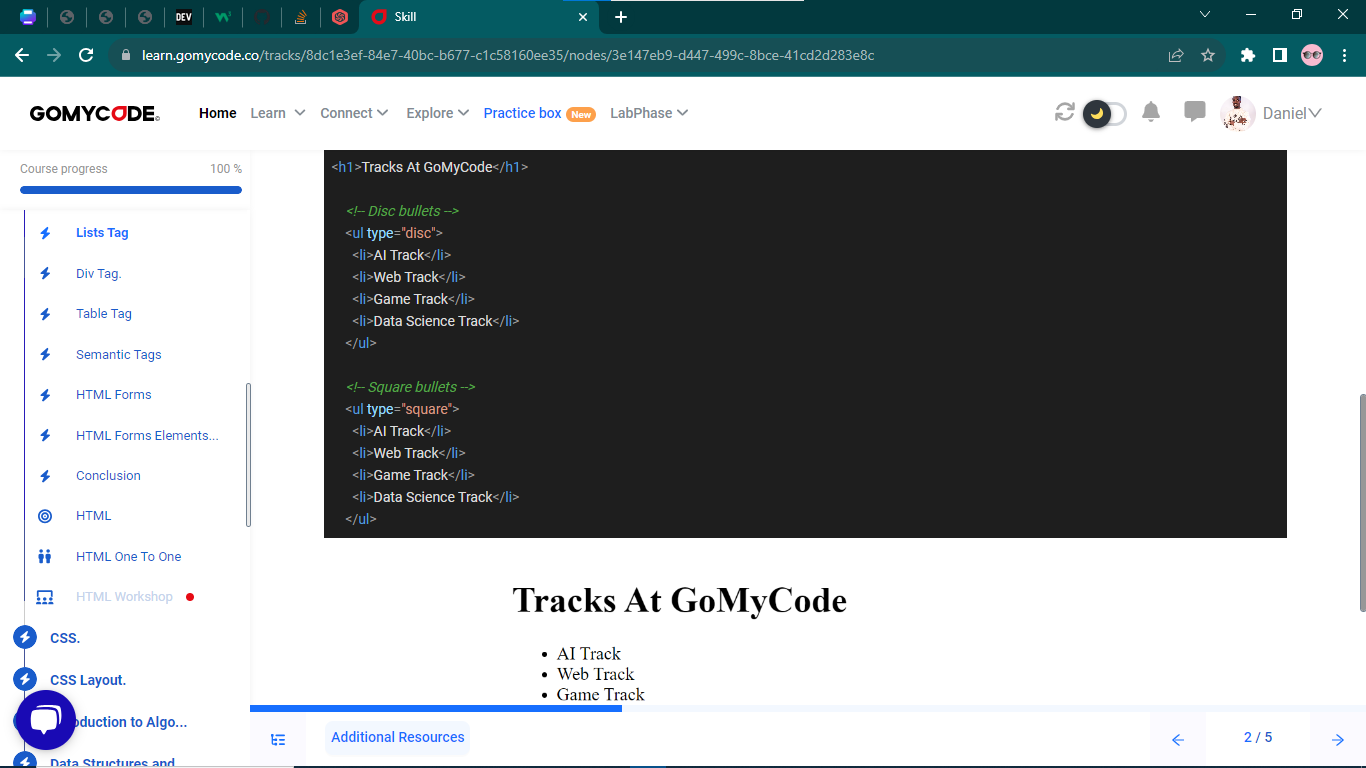 DEV
Skill
learn.gomycode.co/tracks/8dc1e3ef-84e7-40bc-b677-c1c58160ee35/nodes/3e147eb9-d447-499c-8bce-41cd2d283e8c
GOMYCODE
Home Learn Connect Explore Practice box New LabPhase Daniel
Course progress 100 %
Lists Tag
Div Tag.
Table Tag
Semantic Tags
HTML Forms
HTML Forms Elements...
Conclusion
HTML
HTML One To One
HTML Workshop
CSS.
CSS Layout.
oduction to Algo...
Data Structures and
<h1>Tracks At GoMyCode</h1>
<!-- Disc bullets -->
<ul type="disc">
<li>AI Track</li>
<li>Web Track</li>
<li>Game Track</li>
<li>Data Science Track</li>
</ul>
<!-- Square bullets -->
<ul type="square">
<li>AI Track</li>
<li>Web Track</li>
<li>Game Track</li>
<li>Data Science Track</li>
</ul>
Tracks At GoMyCode
• AI Track
• Web Track
• Game Track
Additional Resources
2 / 5